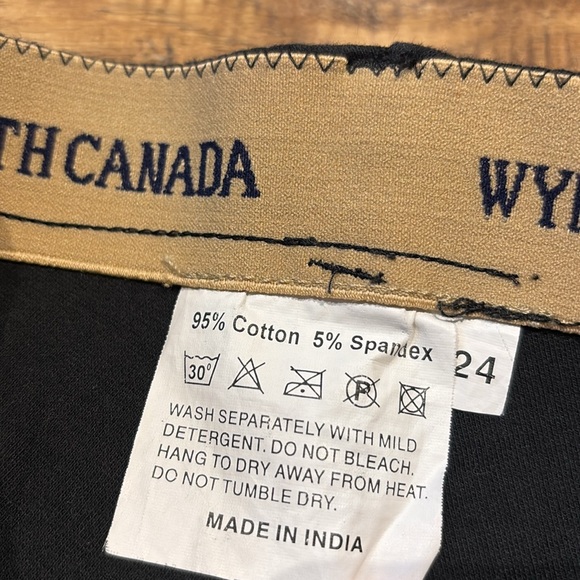 TH CANADA WY
95% Cotton 5% Spandex
24
30°
P
WASH SEPARATELY WITH MILD
DETERGENT. DO NOT BLEACH.
HANG TO DRY AWAY FROM HEAT.
DO NOT TUMBLE DRY.
MADE IN INDIA